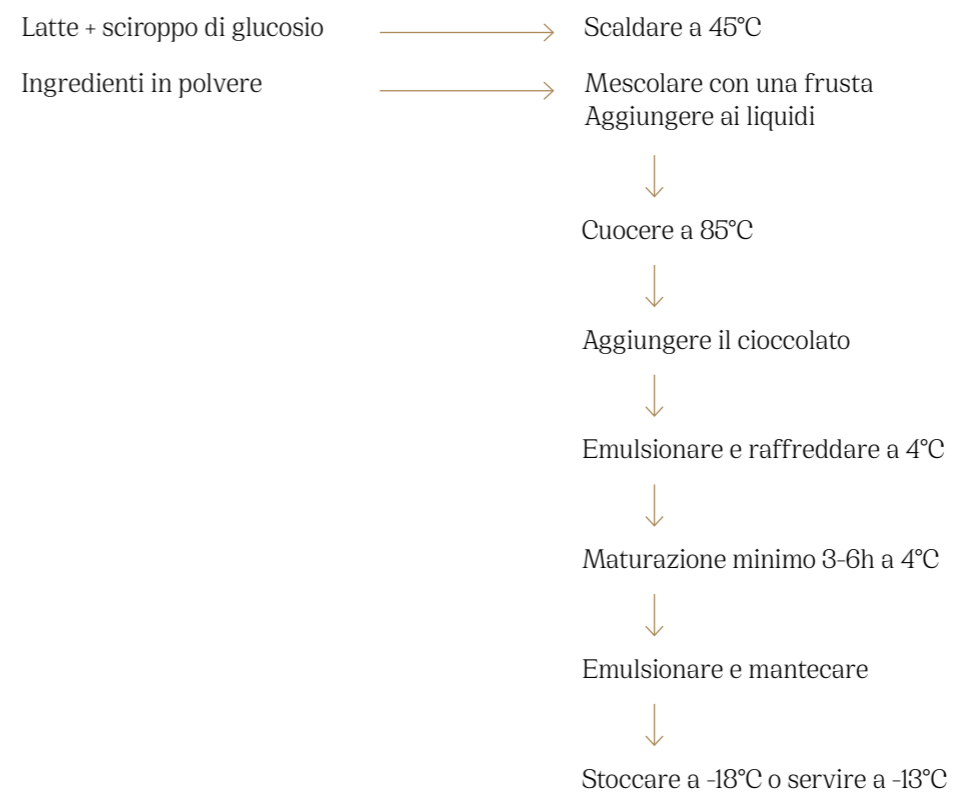 Latte + sciroppo di glucosio
Scaldare a 45°C
Ingredienti in polvere
Mescolare con una frusta
Aggiungere ai liquidi
Cuocere a 85°C
Aggiungere il cioccolato
Emulsionare e raffreddare a 4°C
Maturazione minimo 3-6h a 4°C
Emulsionare e mantecare
Stoccare a -18°C o servire a -13°C